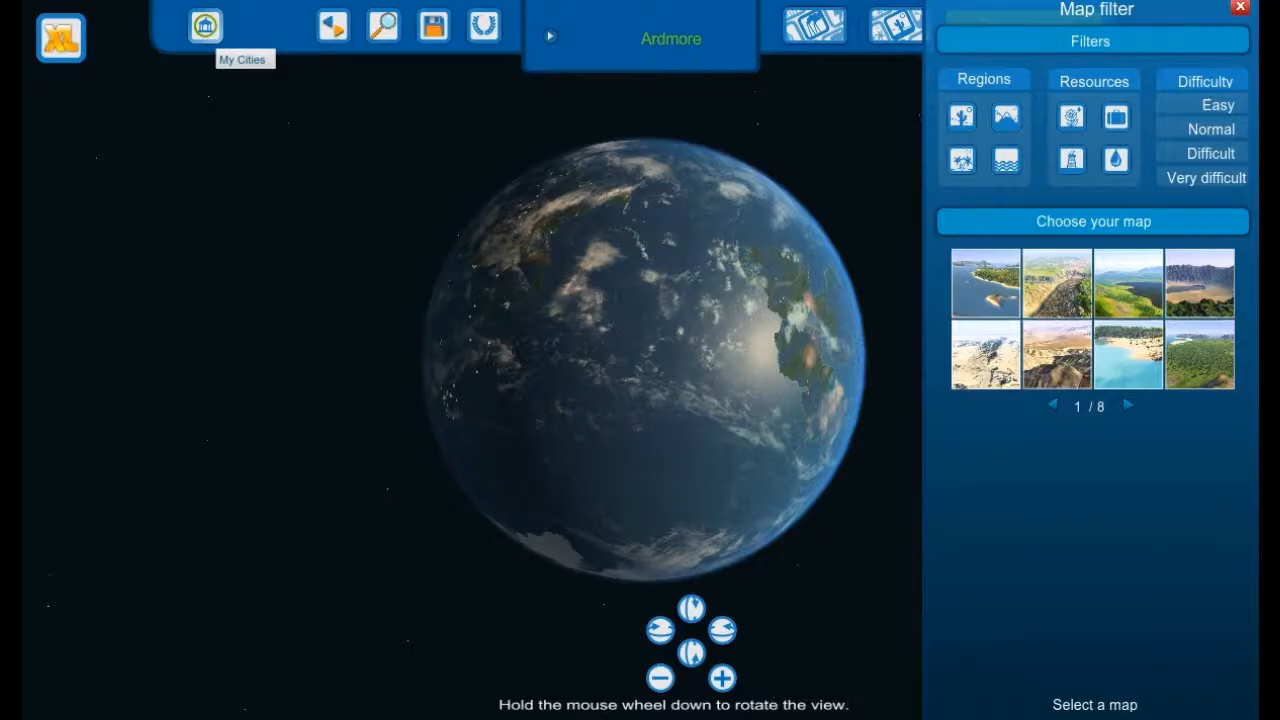 XL
My Cities
Ardmore
Map filter
Filters
Regions
Resources
Difficulty
Easy
Normal
Difficult
Very difficult
Choose your map
1 / 8
Hold the mouse wheel down to rotate the view.
Select a map